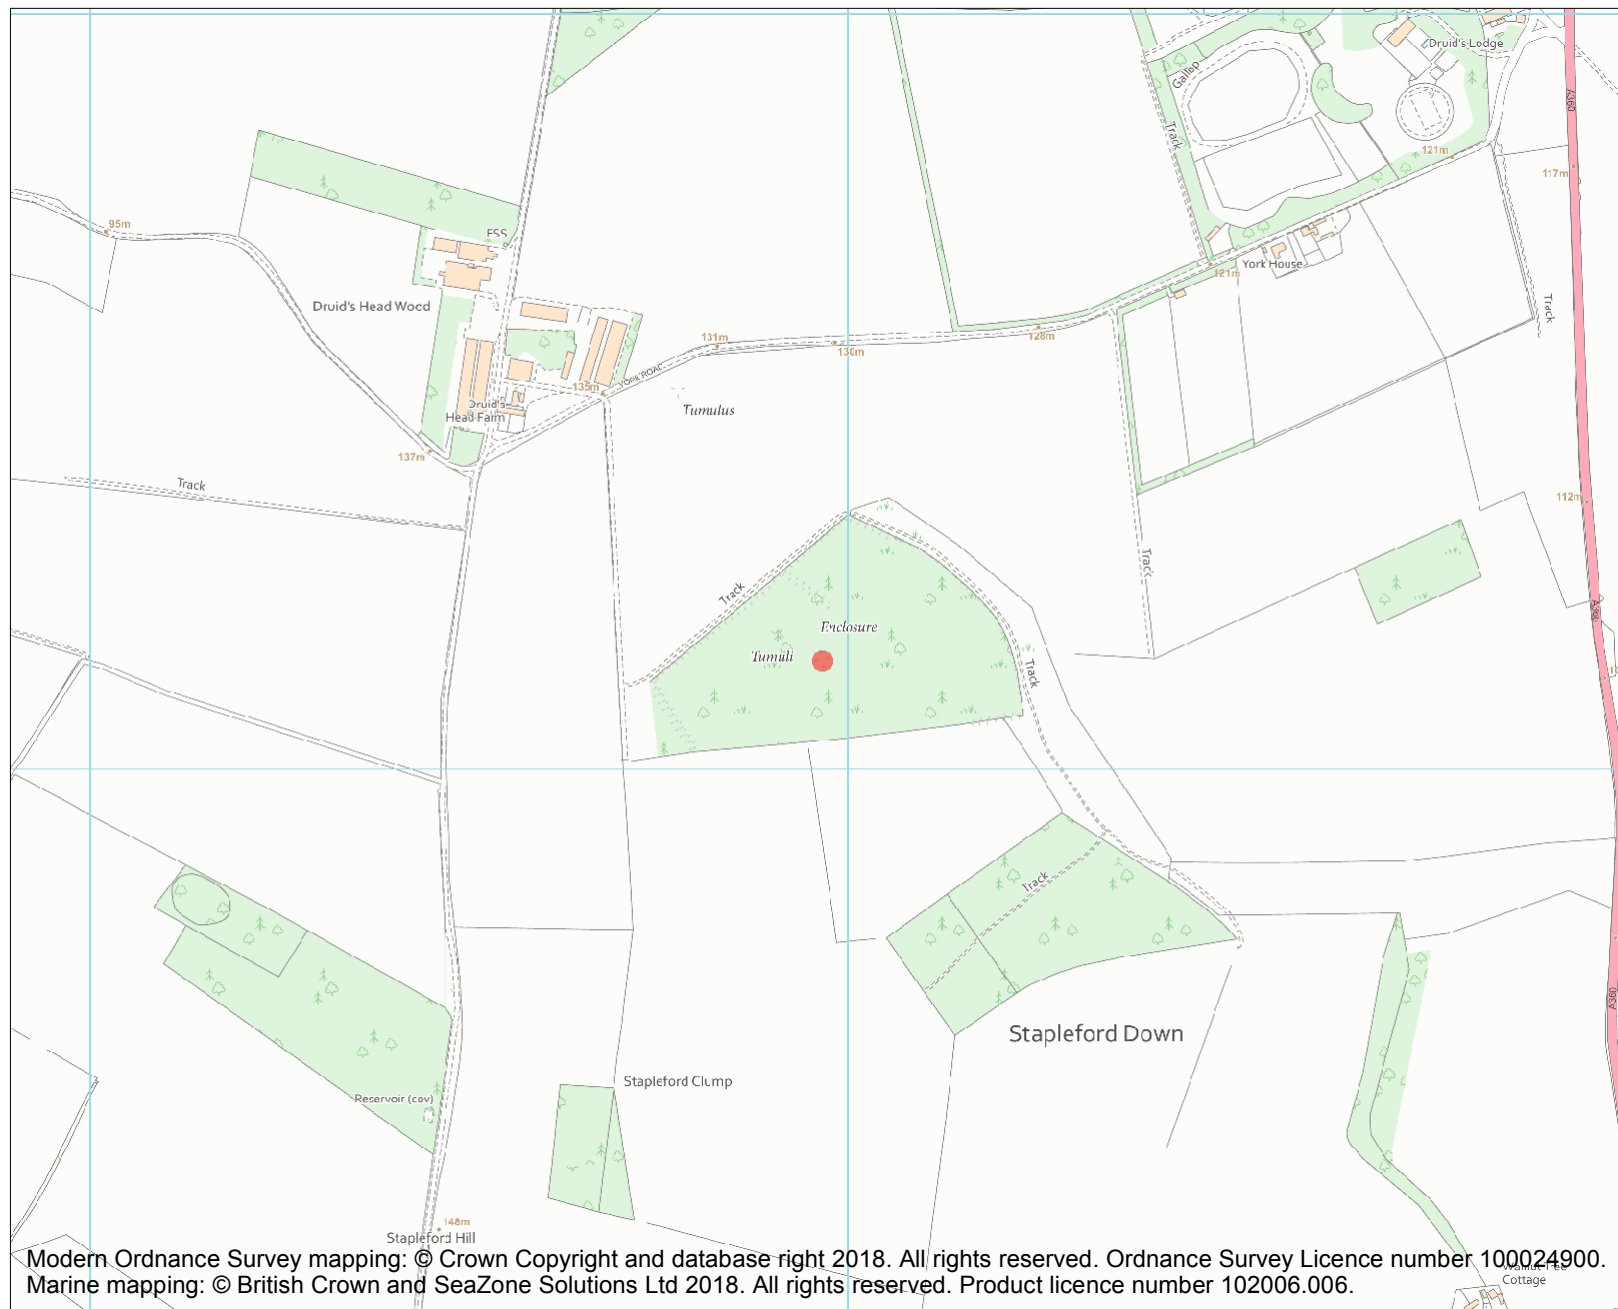 Druid's Lodge
Gallop
A360
Track
121m
117m
95m
ESS
York House
121m
Druid's Head Wood
Track
131m
130m
128m
YORK ROAD
135m
Tumulus
Druid's
Head Farm
137m
Track
112m
Track
Track
A360
Enclosure
Tumuli
Track
Track
A360
Stapleford Down
Stapleford Clump
Reservoir (cov)
148m
Stapleford Hill
Modern Ordnance Survey mapping: © Crown Copyright and database right 2018. All rights reserved. Ordnance Survey Licence number 100024900.
Marine mapping: © British Crown and SeaZone Solutions Ltd 2018. All rights reserved. Product licence number 102006.006.
Cottage